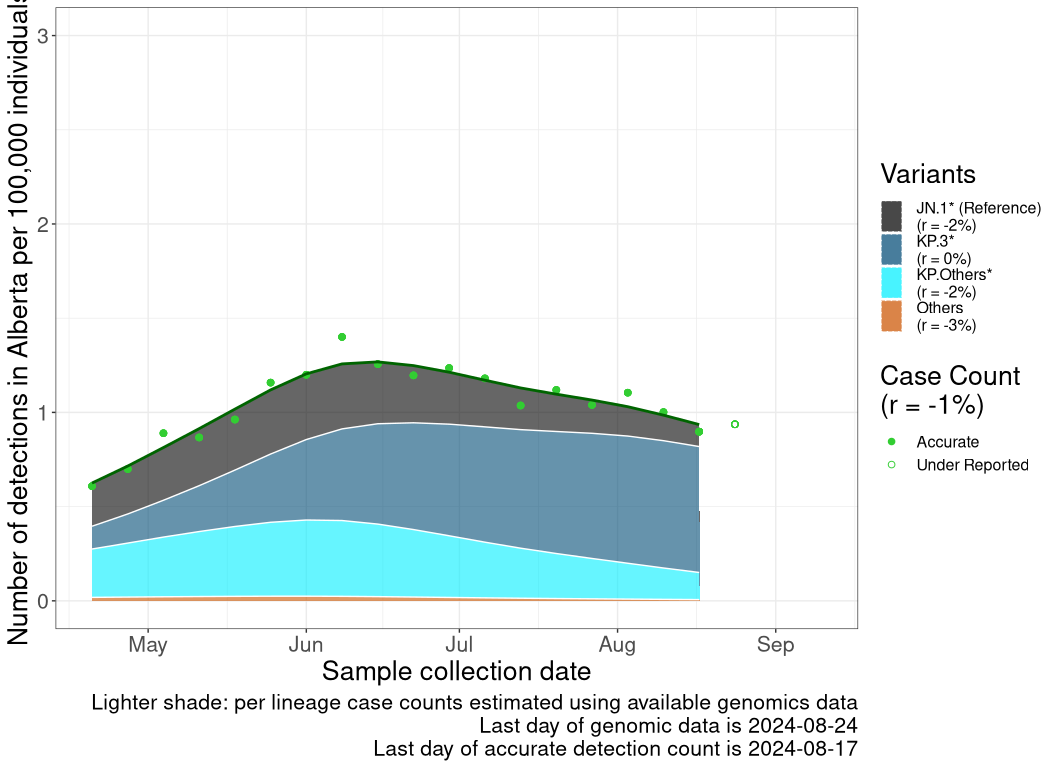 Number of detections in Alberta per 100,000 individuals
3
2
1
0
May Jun Jul Aug Sep
Sample collection date
Lighter shade: per lineage case counts estimated using available genomics data
Last day of genomic data is 2024-08-24
Last day of accurate detection count is 2024-08-17
Variants
JN.1* (Reference)
(r = -2%)
KP.3*
(r = 0%)
KP.Others*
(r = -2%)
Others
(r = -3%)
Case Count
(r = -1%)
Accurate
Under Reported